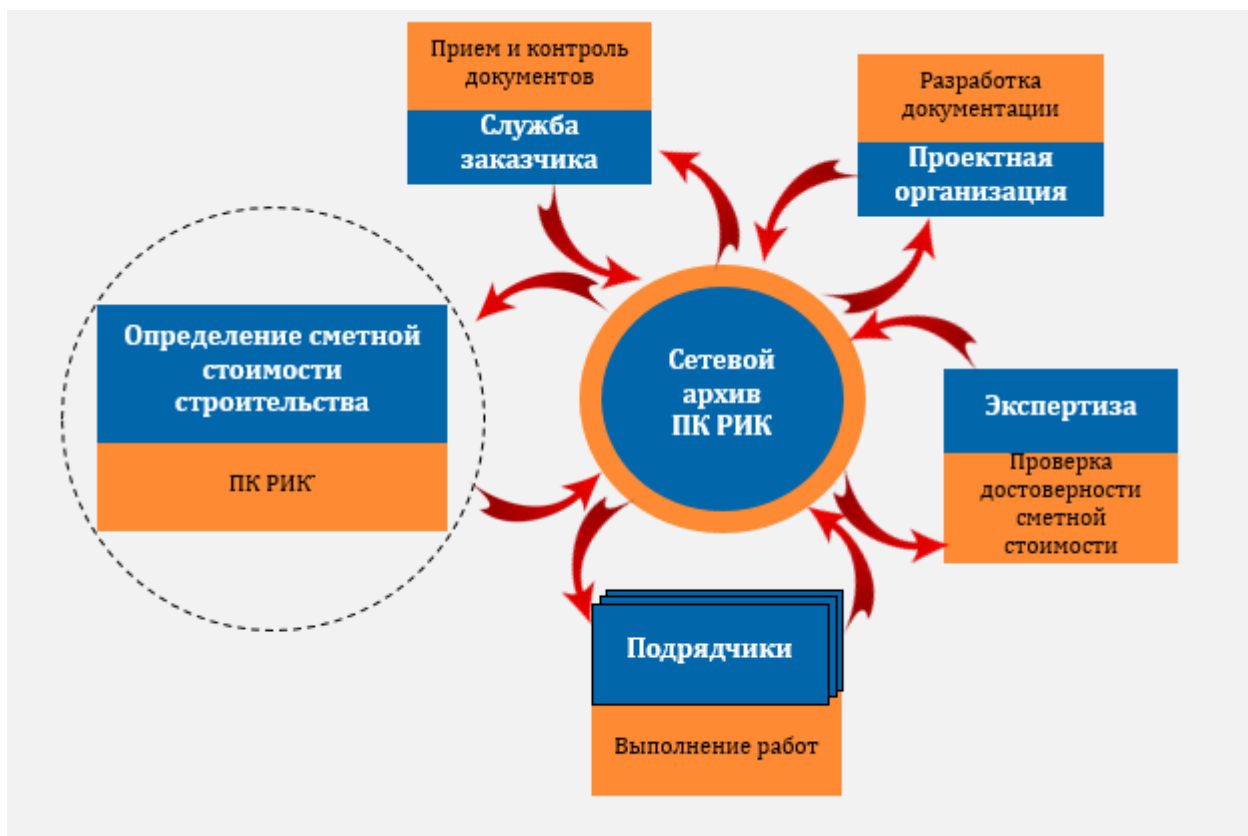 Прием и контроль
документов
Служба
заказчика
Разработка
документации
Проектная
организация
Определение сметной
стоимости
строительства
ПК РИК
Сетевой
архив
ПК РИК
Экспертиза
Проверка
достоверности
сметной
стоимости
Подрядчики
Выполнение работ